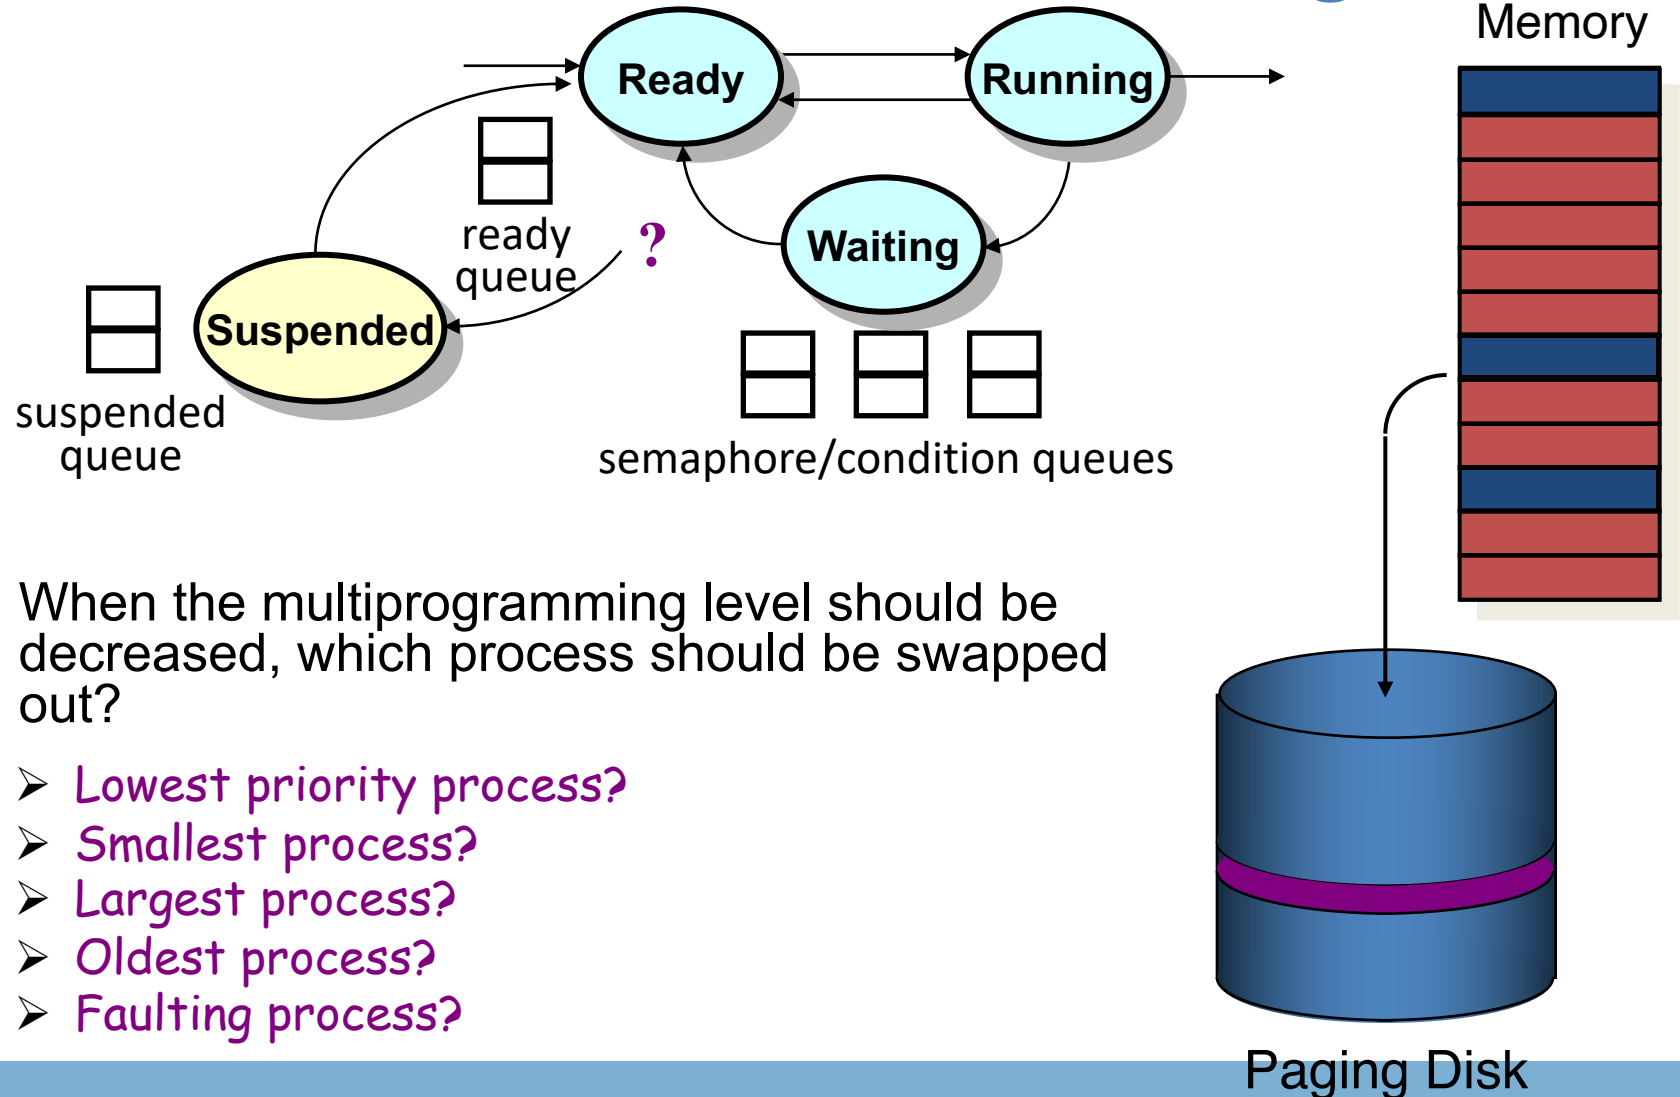 Memory
Ready
Running
ready
queue
?
Waiting
Suspended
suspended
queue
semaphore/condition queues
When the multiprogramming level should be
decreased, which process should be swapped
out?
➢ Lowest priority process?
➢ Smallest process?
➢ Largest process?
➢ Oldest process?
➢ Faulting process?
Paging Disk